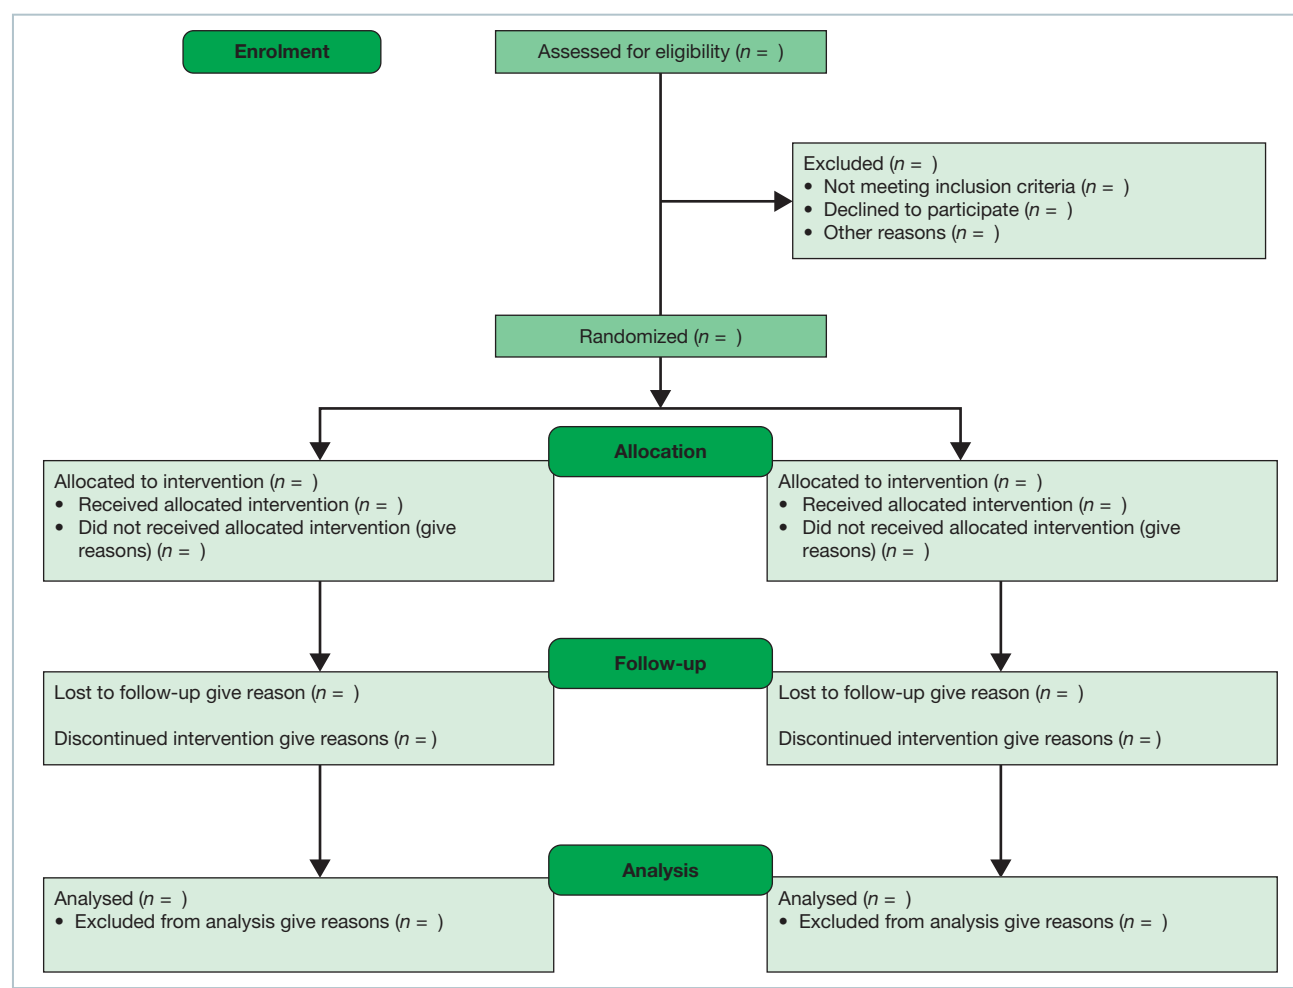 Enrolment
Assessed for eligibility (n = )
Excluded (n = )
• Not meeting inclusion criteria (n = )
• Declined to participate (n = )
• Other reasons (n = )
Randomized (n = )
Allocation
Allocated to intervention (n = )
• Received allocated intervention (n = )
• Did not received allocated intervention (give
reasons) (n = )
Allocated to intervention (n = )
• Received allocated intervention (n = )
• Did not received allocated intervention (give
reasons) (n = )
Follow-up
Lost to follow-up give reason (n = )
Discontinued intervention give reasons (n = )
Lost to follow-up give reason (n = )
Discontinued intervention give reasons (n = )
Analysis
Analysed (n = )
• Excluded from analysis give reasons (n = )
Analysed (n = )
• Excluded from analysis give reasons (n = )